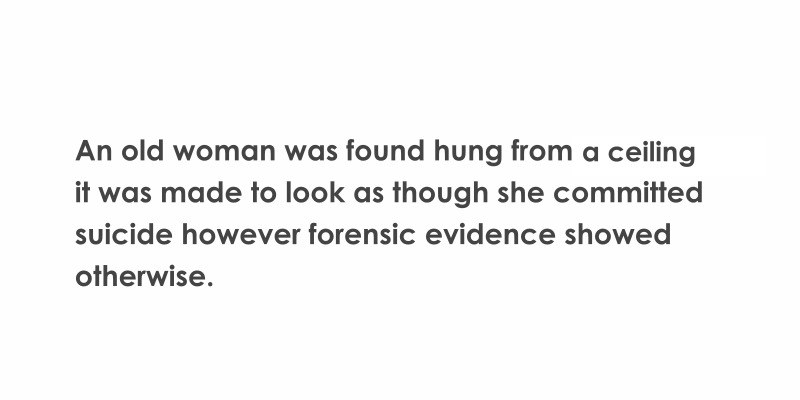 An old woman was found hung from a ceiling
it was made to look as though she committed
suicide however forensic evidence showed
otherwise.